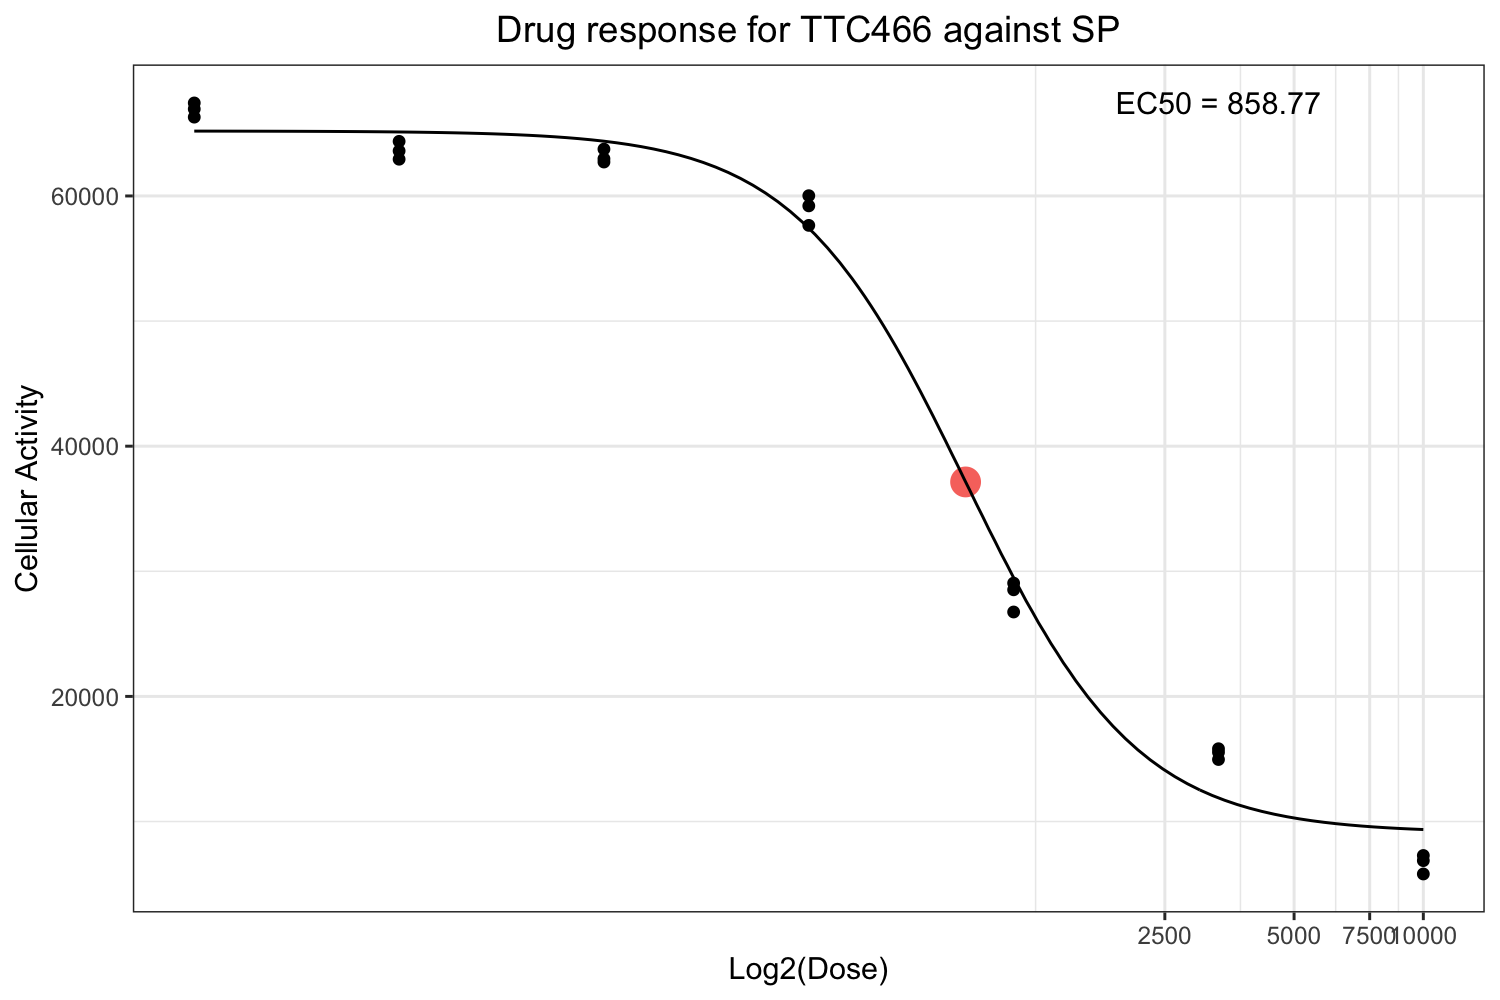 Drug response for TTC466 against SP
EC50 = 858.77
Cellular Activity
60000
40000
20000
2500 5000 7500 10000
Log2(Dose)